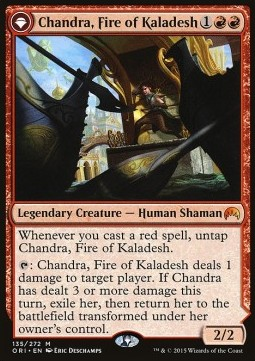 Chandra, Fire of Kaladesh 1
Legendary Creature — Human Shaman
Whenever you cast a red spell, untap
Chandra, Fire of Kaladesh.
: Chandra, Fire of Kaladesh deals 1
damage to target player. If Chandra
has dealt 3 or more damage this
turn, exile her, then return her to the
battlefield transformed under her
owner's control.
2/2
135/272 M
ORI • EN ERIC DESCHAMPS
™ & © 2015 Wizards of the Coast